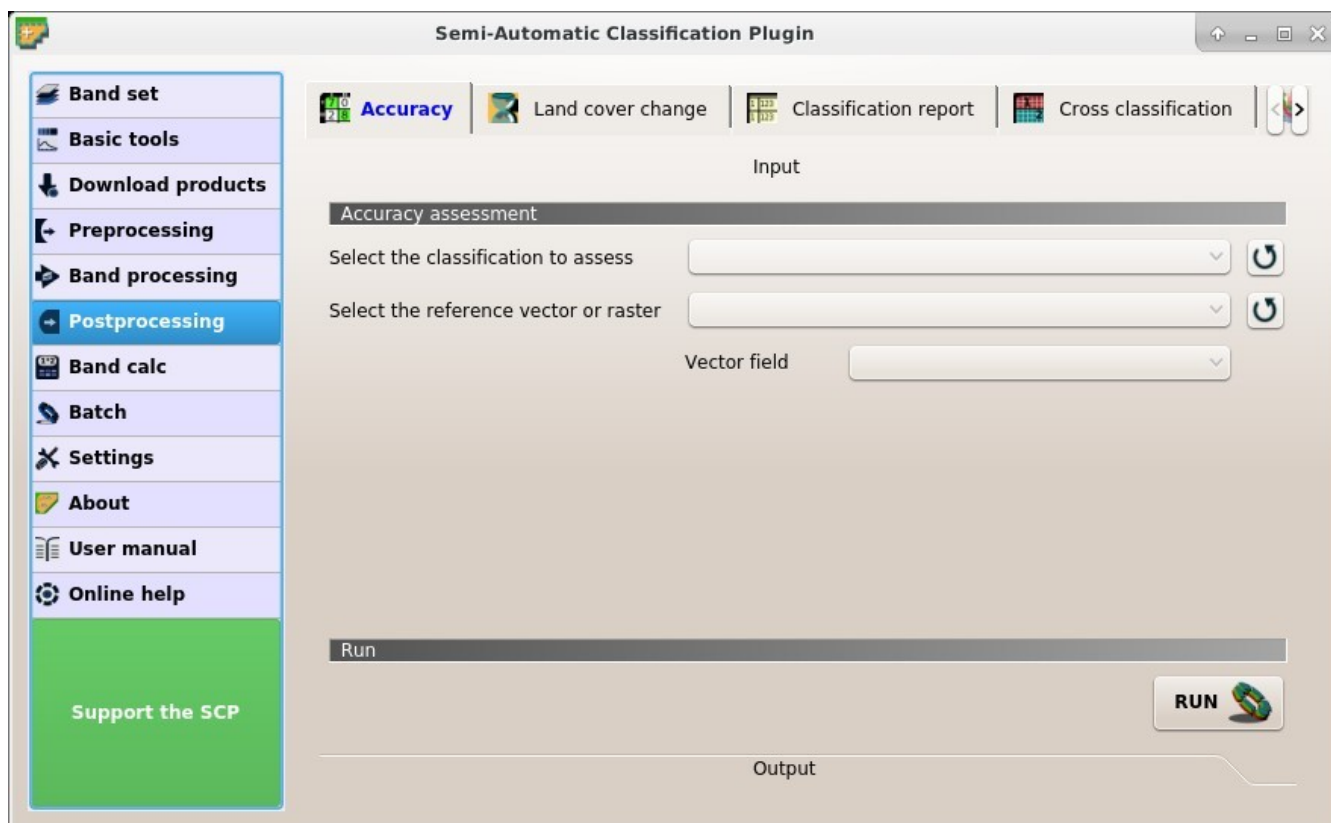 Semi-Automatic Classification Plugin
Band set
Basic tools
Download products
Preprocessing
Band processing
Postprocessing
Band calc
Batch
Settings
About
User manual
Online help
Support the SCP
Accuracy
Land cover change
Classification report
Cross classification
Input
Accuracy assessment
Select the classification to assess
Select the reference vector or raster
Vector field
Run
RUN
Output